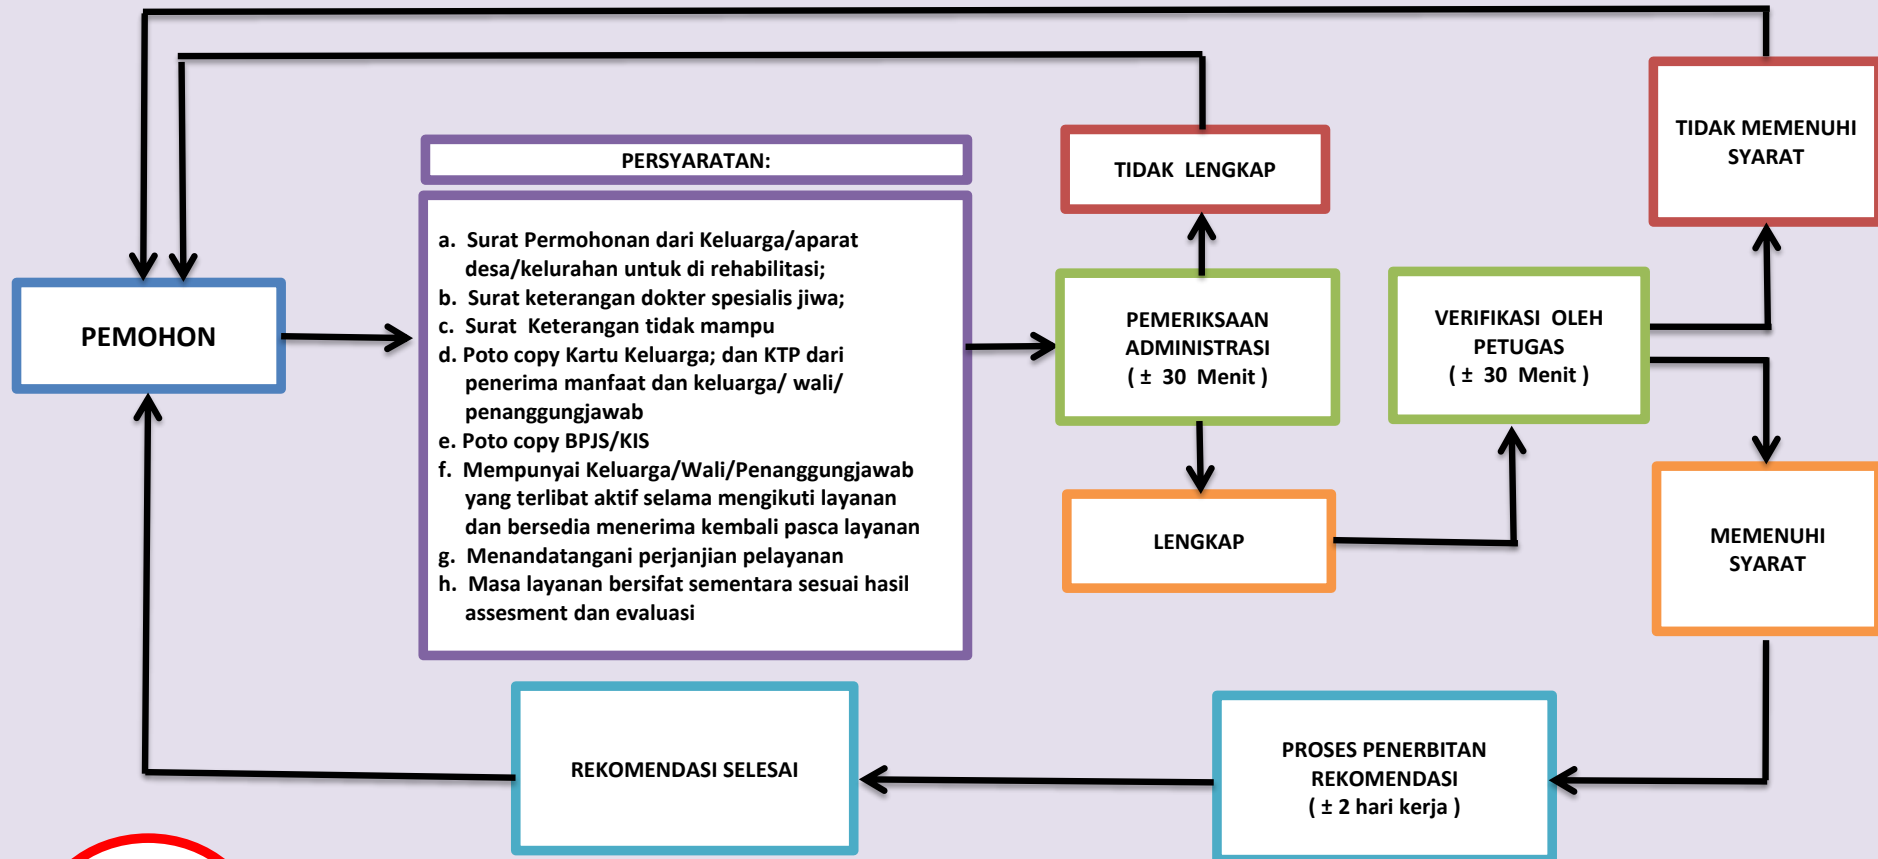 PEMOHON
PERSYARATAN:
a. Surat Permohonan dari Keluarga/aparat
desa/kelurahan untuk di rehabilitasi;
b. Surat keterangan dokter spesialis jiwa;
c. Surat Keterangan tidak mampu
d. Poto copy Kartu Keluarga; dan KTP dari
penerima manfaat dan keluarga/ wali/
penanggungjawab
e. Poto copy BPJS/KIS
f. Mempunyai Keluarga/Wali/Penanggungjawab
yang terlibat aktif selama mengikuti layanan
dan bersedia menerima kembali pasca layanan
g. Menandatangani perjanjian pelayanan
h. Masa layanan bersifat sementara sesuai hasil
assesment dan evaluasi
TIDAK LENGKAP
PEMERIKSAAN
ADMINISTRASI
( ± 30 Menit )
LENGKAP
VERIFIKASI OLEH
PETUGAS
( ± 30 Menit )
TIDAK MEMENUHI
SYARAT
MEMENUHI
SYARAT
PROSES PENERBITAN
REKOMENDASI
( ± 2 hari kerja )
REKOMENDASI SELESAI